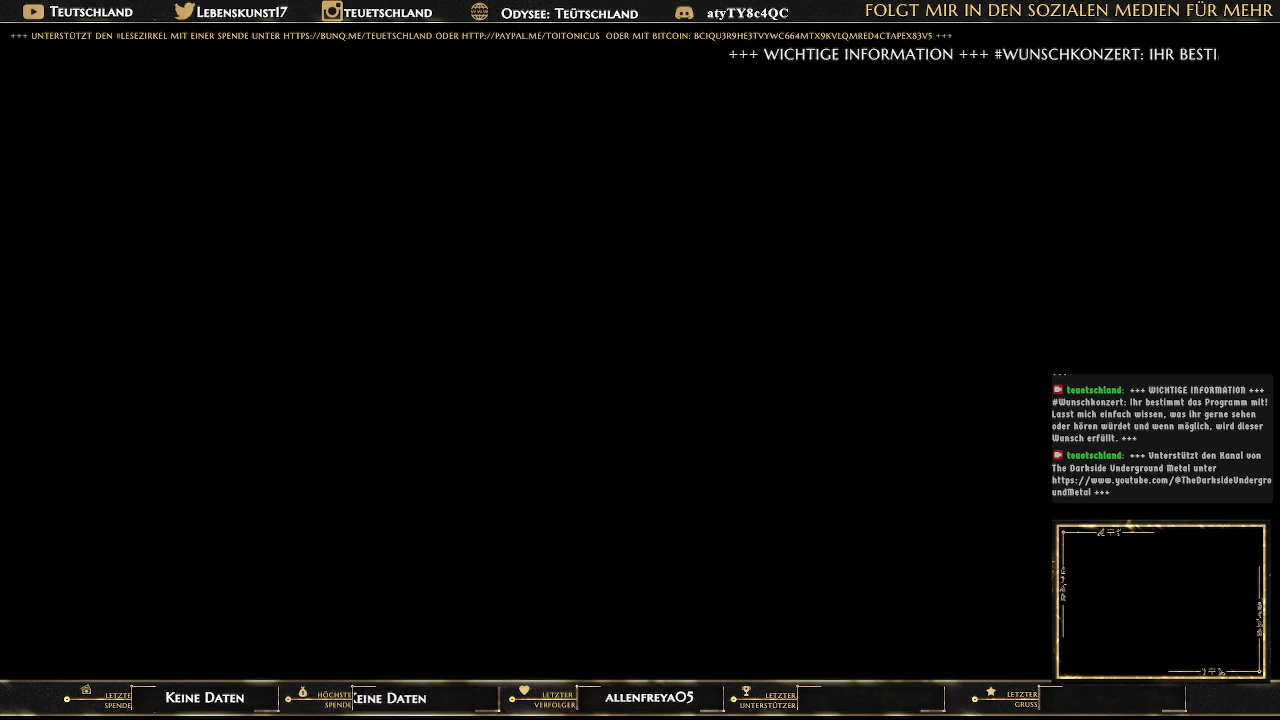 Teutschland Lebenskunst17 teuetschland Odysee: Teütschland atyTY8c4QC FOLGT MIR IN DEN SOZIALEN MEDIEN FÜR MEHR
+++ UNTERSTÜTZT DEN #LESEZIRKEL MIT EINER SPENDE UNTER HTTPS://BUNQ.ME/TEUETSCHLAND ODER HTTP://PAYPAL.ME/TOITONICUS ODER MIT BITCOIN: BC1QU3R9HE3TVYWC664MTX9KVLQMRED4CTAPEX83V5 +++
+++ WICHTIGE INFORMATION +++ #WUNSCHKONZERT: IHR BESTI
teuetschland: +++ WICHTIGE INFORMATION +++
#Wunschkonzert: Ihr bestimmt das Programm mit!
Lasst mich einfach wissen, was ihr gerne sehen
oder hören würdet und wenn möglich, wird dieser
Wunsch erfüllt. +++
teuetschland: +++ Unterstützt den Kanal von
The Darkside Underground Metal unter
https://www.youtube.com/@TheDarksideUndergro
undMetal +++
LETZTE
SPENDE
Keine Daten
HÖCHSTE
SPENDE
Keine Daten
LETZTER
VERFOLGER
allenfreya05
LETZTER
UNTERSTÜTZER
LETZTER
GRUSS